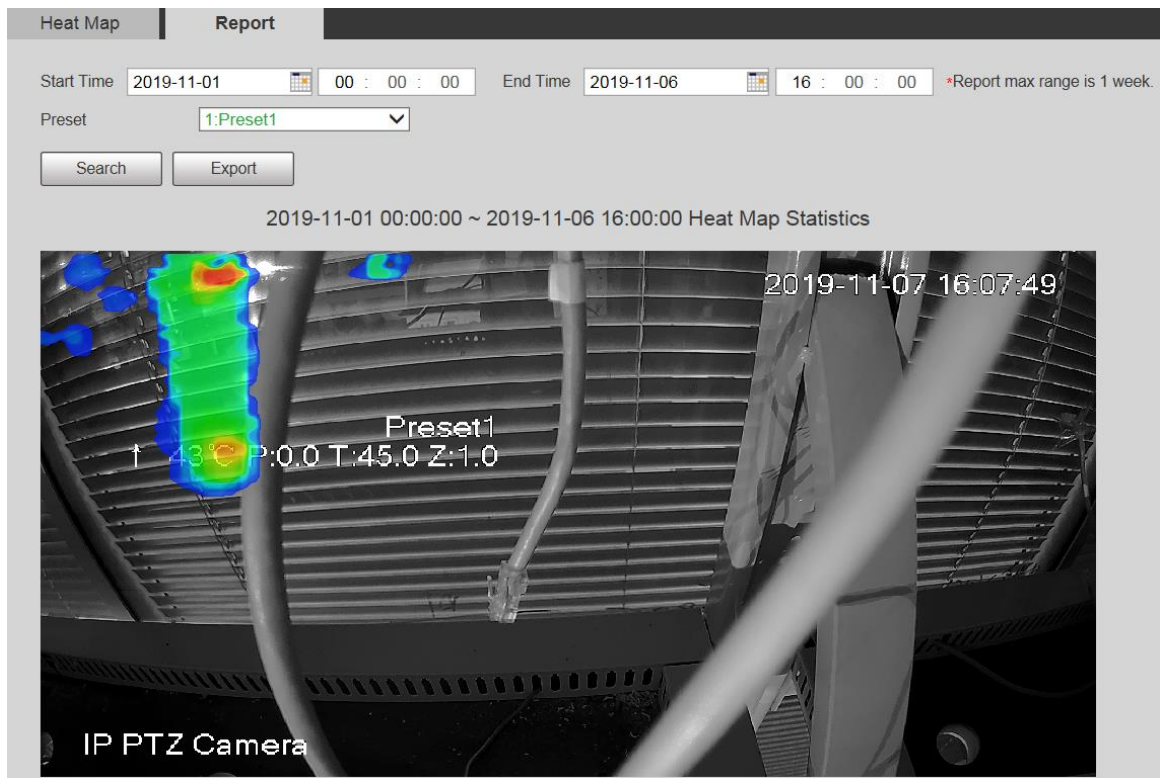 Heat Map Report
Start Time 2019-11-01 00 : 00 : 00 End Time 2019-11-06 16 : 00 : 00 *Report max range is 1 week.
Preset 1:Preset1
Search Export
2019-11-01 00:00:00 ~ 2019-11-06 16:00:00 Heat Map Statistics
2019-11-07 16:07:49
Preset1
↑ 43°C P:0.0 T:45.0 Z:1.0
IP PTZ Camera